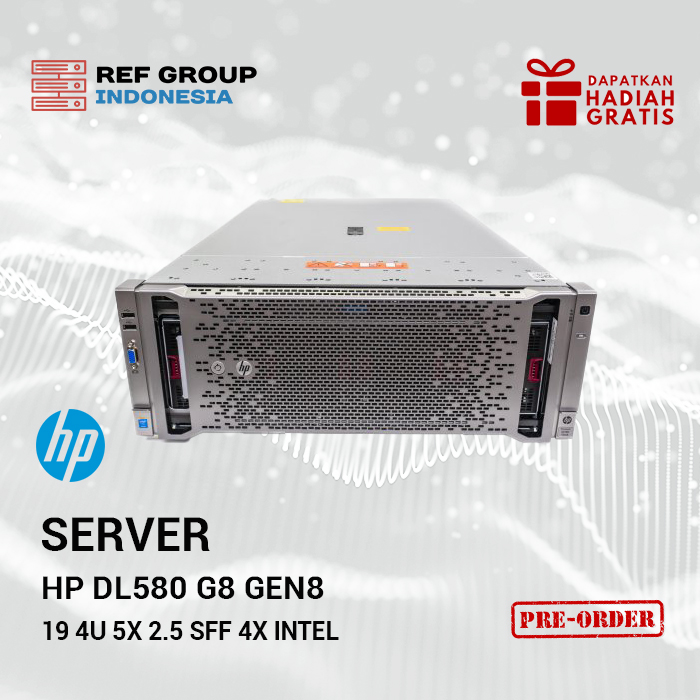 REF GROUP
INDONESIA
DAPATKAN
HADIAH
GRATIS
hp
hp
SERVER
HP DL580 G8 GEN8
19 4U 5X 2.5 SFF 4X INTEL
PRE-ORDER